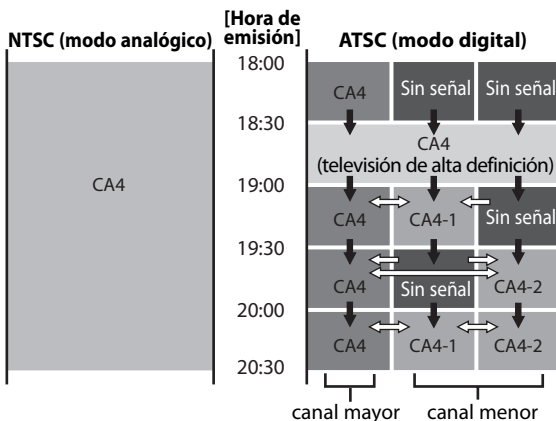 [Hora de
NTSC (modo analógico) emisión] ATSC (modo digital)
18:00
CA4 Sin señal Sin señal
18:30
CA4
(televisión de alta definición)
CA4
19:00
CA4 CA4-1 Sin señal
19:30
CA4 Sin señal CA4-2
20:00
CA4 CA4-1 CA4-2
20:30
canal mayor canal menor